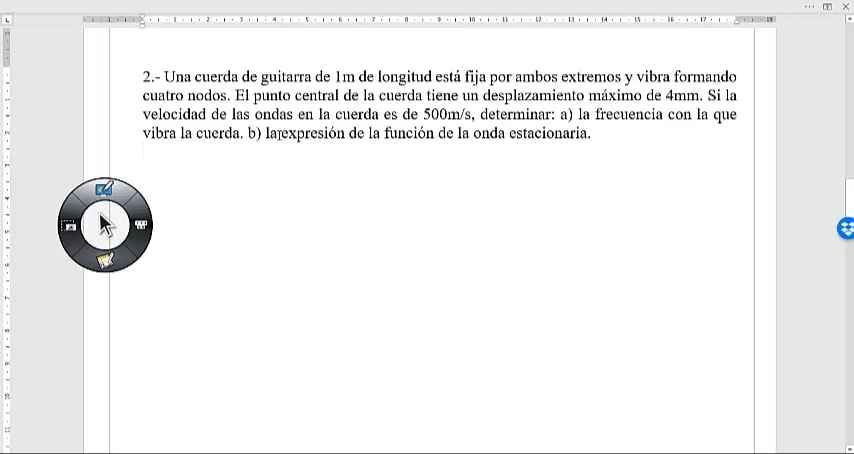 2.- Una cuerda de guitarra de 1m de longitud está fija por ambos extremos y vibra formando
cuatro nodos. El punto central de la cuerda tiene un desplazamiento máximo de 4mm. Si la
velocidad de las ondas en la cuerda es de 500m/s, determinar: a) la frecuencia con la que
vibra la cuerda. b) la expresión de la función de la onda estacionaria.